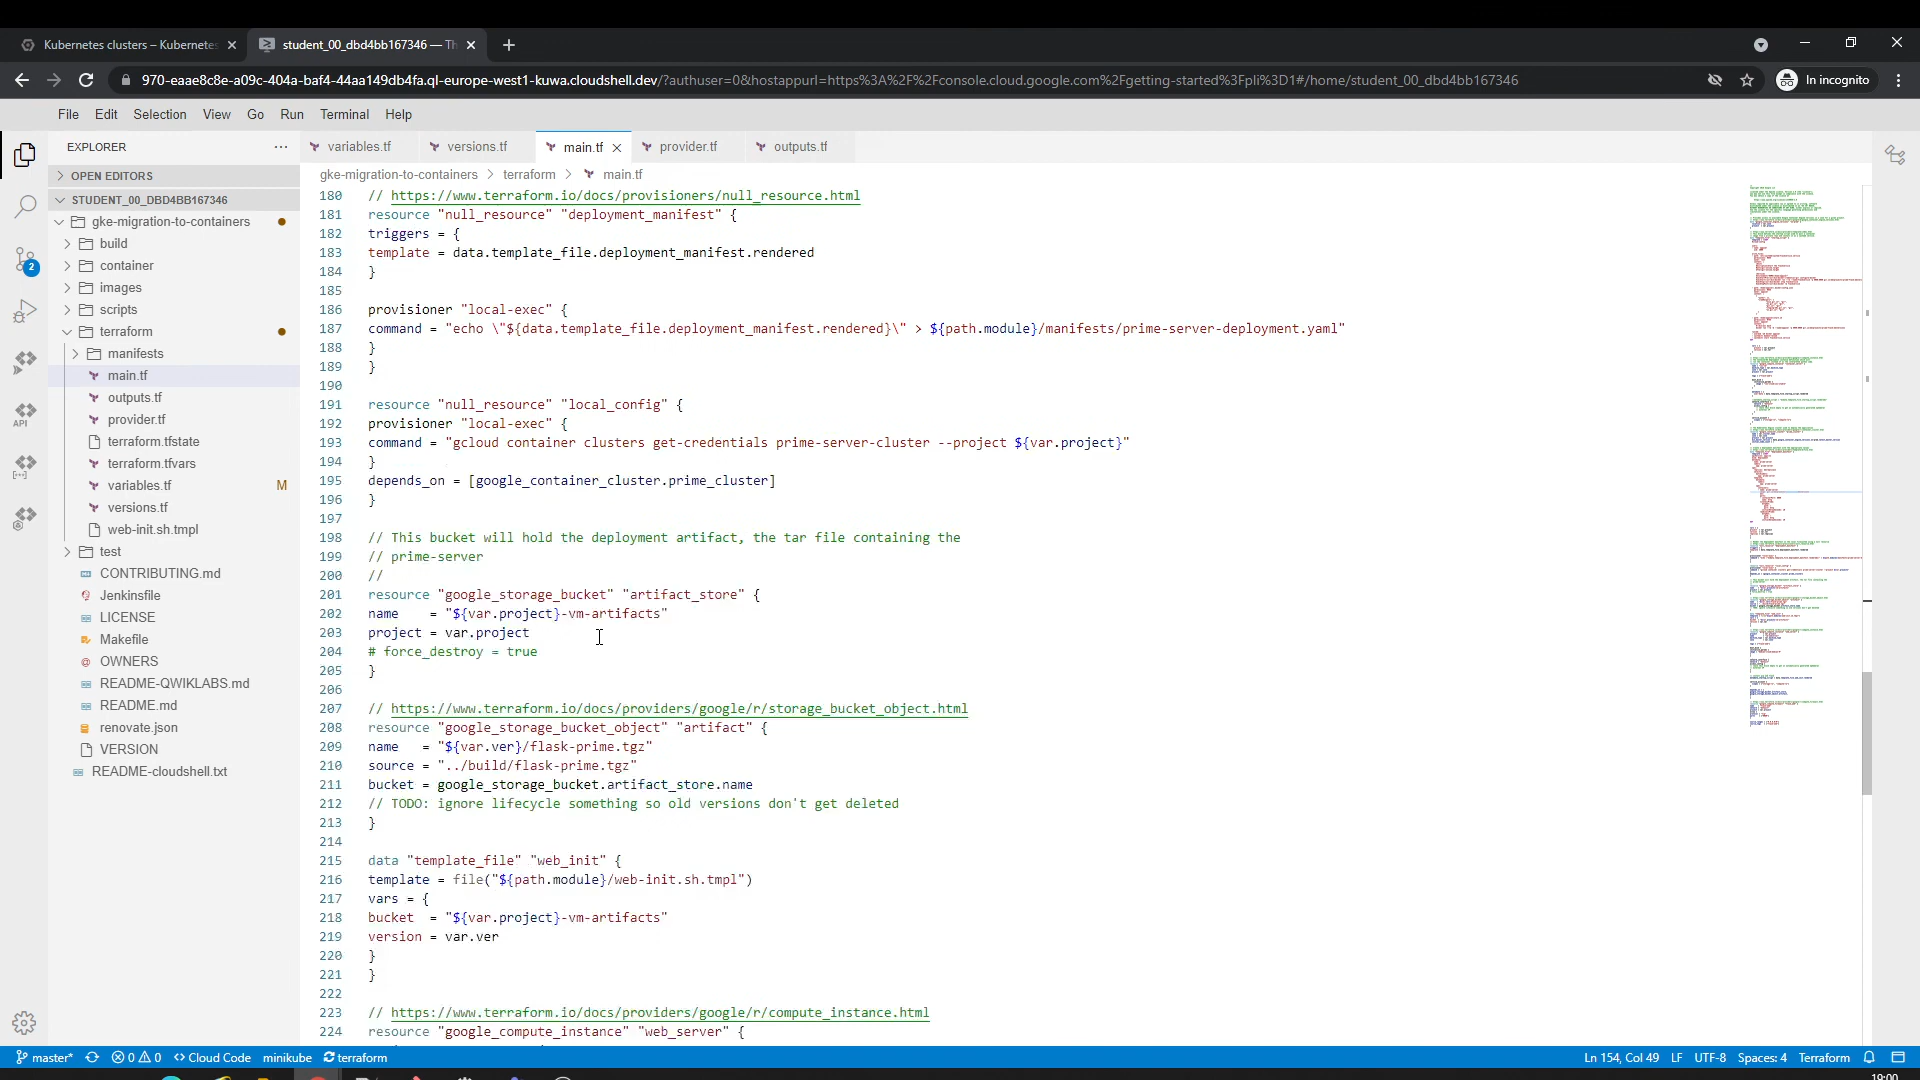 Kubernetes clusters – Kubernete
student_00_dbd4bb167346 — Th
970-eaae8c8e-a09c-404a-baf4-44aa149db4fa.ql-europe-west1-kuwa.cloudshell.dev/?authuser=0&hostappurl=https%3A%2F%2Fconsole.cloud.google.com%2Fgetting-started%3Fpli%3D1#/home/student_00_dbd4bb167346
In incognito
File Edit Selection View Go Run Terminal Help
EXPLORER
OPEN EDITORS
STUDENT_00_DBD4BB167346
gke-migration-to-containers
build
container
images
scripts
terraform
manifests
main.tf
outputs.tf
provider.tf
terraform.tfstate
terraform.tfvars
variables.tf M
versions.tf
web-init.sh.tmpl
test
CONTRIBUTING.md
Jenkinsfile
LICENSE
Makefile
OWNERS
README-QWIKLABS.md
README.md
renovate.json
VERSION
README-cloudshell.txt
2
API
variables.tf versions.tf main.tf provider.tf outputs.tf
gke-migration-to-containers > terraform > main.tf
180 // https://www.terraform.io/docs/provisioners/null_resource.html
181 resource "null_resource" "deployment_manifest" {
182 triggers = {
183 template = data.template_file.deployment_manifest.rendered
184 }
185
186 provisioner "local-exec" {
187 command = "echo \"${data.template_file.deployment_manifest.rendered}\" > ${path.module}/manifests/prime-server-deployment.yaml"
188 }
189 }
190
191 resource "null_resource" "local_config" {
192 provisioner "local-exec" {
193 command = "gcloud container clusters get-credentials prime-server-cluster --project ${var.project}"
194 }
195 depends_on = [google_container_cluster.prime_cluster]
196 }
197
198 // This bucket will hold the deployment artifact, the tar file containing the
199 // prime-server
200 //
201 resource "google_storage_bucket" "artifact_store" {
202 name    = "${var.project}-vm-artifacts"
203 project = var.project
204 # force_destroy = true
205 }
206
207 // https://www.terraform.io/docs/providers/google/r/storage_bucket_object.html
208 resource "google_storage_bucket_object" "artifact" {
209 name   = "${var.ver}/flask-prime.tgz"
210 source = "../build/flask-prime.tgz"
211 bucket = google_storage_bucket.artifact_store.name
212 // TODO: ignore lifecycle something so old versions don't get deleted
213 }
214
215 data "template_file" "web_init" {
216 template = file("${path.module}/web-init.sh.tmpl")
217 vars = {
218 bucket  = "${var.project}-vm-artifacts"
219 version = var.ver
220 }
221 }
222
223 // https://www.terraform.io/docs/providers/google/r/compute_instance.html
224 resource "google_compute_instance" "web_server" {
master* 0 0 Cloud Code minikube terraform
Ln 154, Col 49 LF UTF-8 Spaces: 4 Terraform
19:00